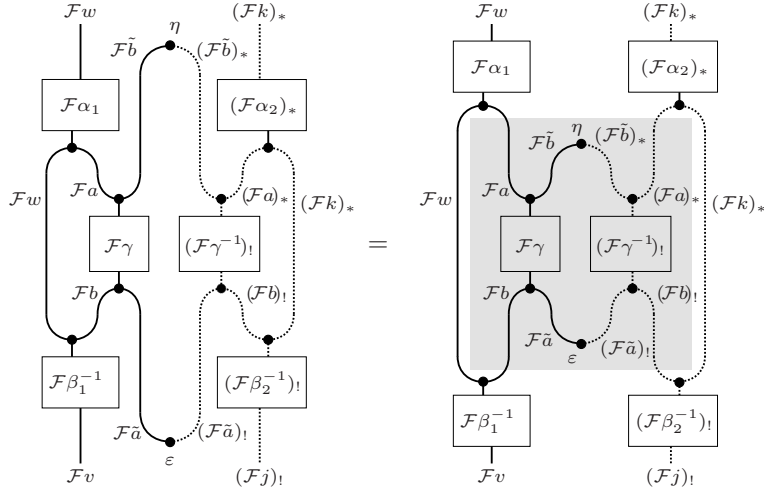 ℱw η (ℱk)∗ ℱw (ℱk)∗
ℱb̃ (ℱb̃)∗
ℱα₁ (ℱα₂)∗ ℱα₁ (ℱα₂)∗
η
ℱb̃ (ℱb̃)∗
ℱw ℱa (ℱa)∗ (ℱk)∗ ℱw ℱa (ℱa)∗ (ℱk)∗
ℱγ (ℱγ⁻¹)! = ℱγ (ℱγ⁻¹)!
ℱb (ℱb)! ℱb (ℱb)!
ℱã (ℱã)!
ε
ℱβ₁⁻¹ (ℱβ₂⁻¹)! ℱβ₁⁻¹ (ℱβ₂⁻¹)!
ℱã (ℱã)!
ℱv ε (ℱj)! ℱv (ℱj)!